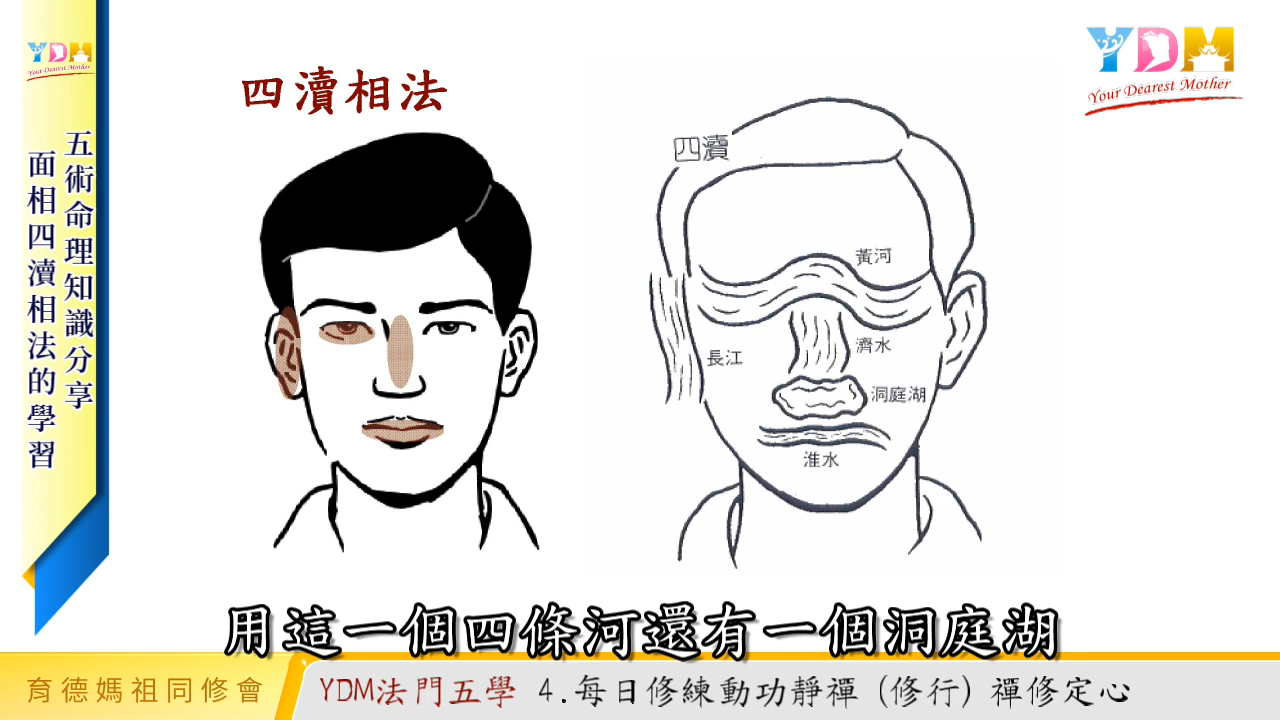 YDM
Your Dearest Mother
五術命理知識分享
面相四瀆相法的學習
四瀆相法
四瀆
黃河
長江
濟水
洞庭湖
淮水
YDM
Your Dearest Mother
用這一個四條河還有一個洞庭湖
育德媽祖同修會
YDM法門五學 4.每日修練動功靜禪 (修行) 禪修定心